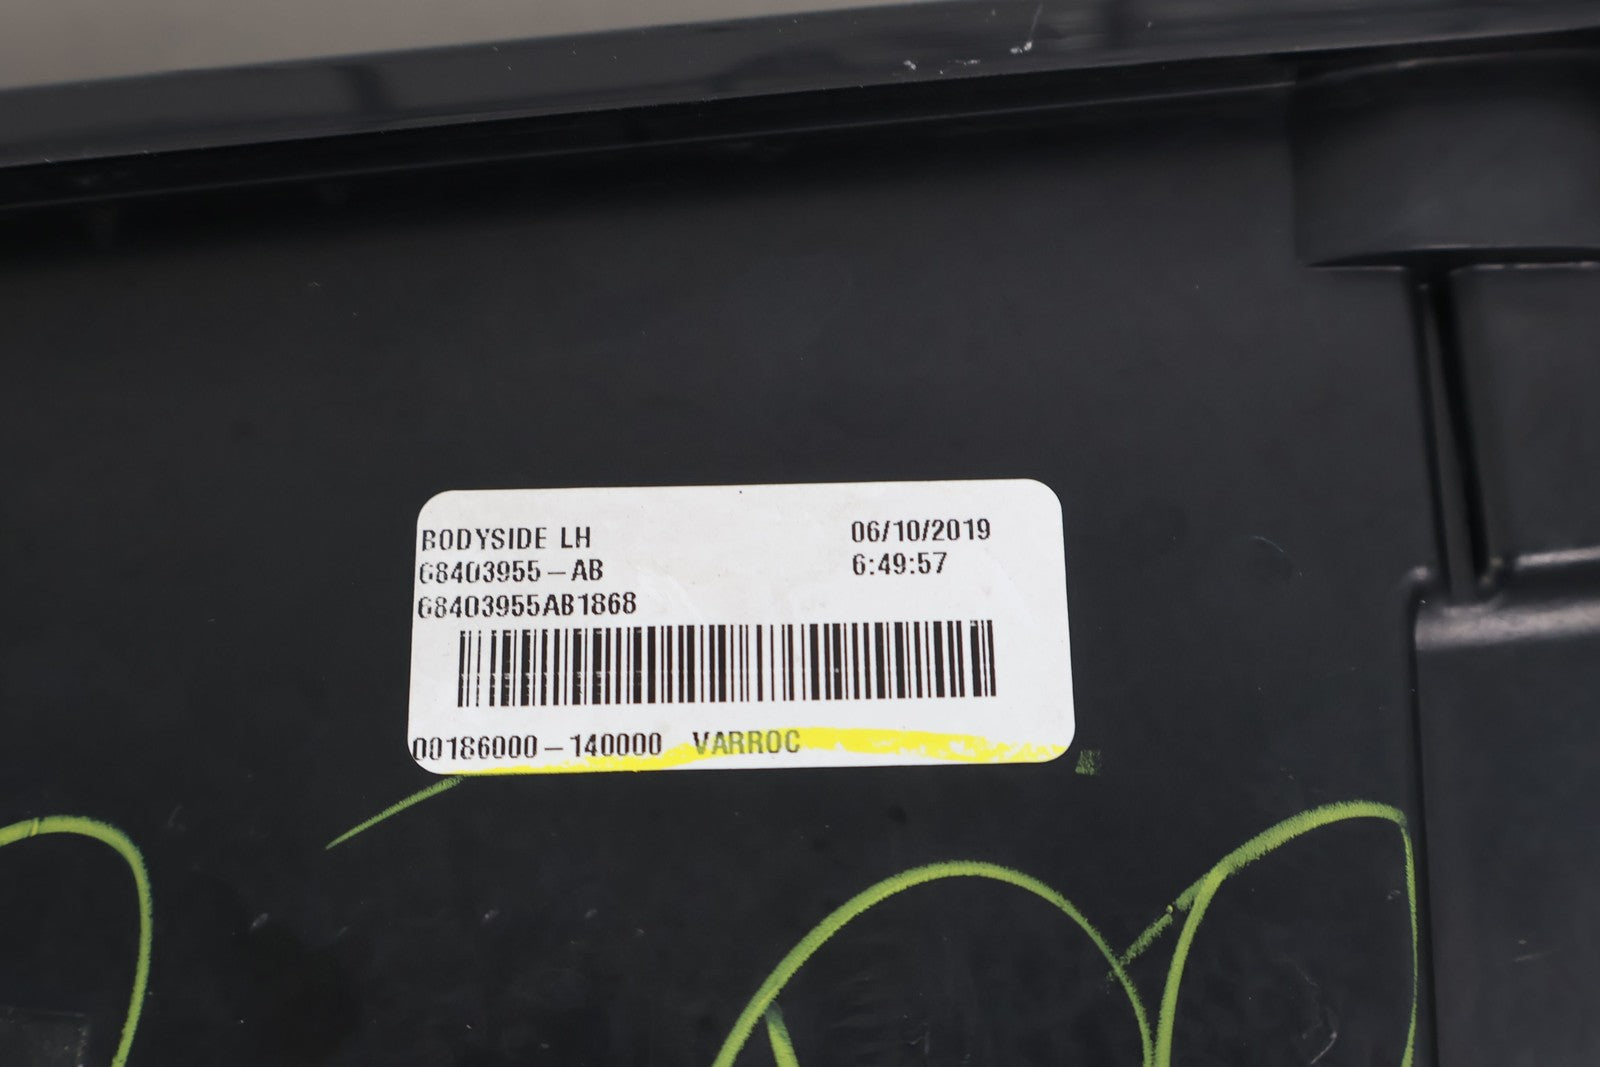 BODYSIDE LH 06/10/2019
68403955-AB 6:49:57
68403955AB1868
00186000-140000 VARROC